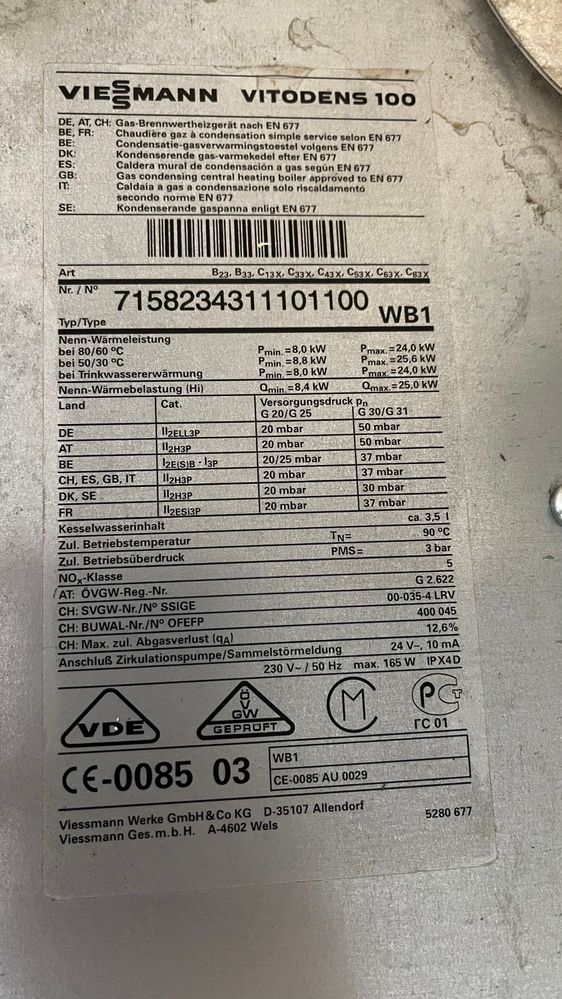 VIESSMANN VITODENS 100
DE, AT, CH: Gas-Brennwertheizgerät nach EN 677
BE, FR: Chaudière gaz à condensation simple service selon EN 677
BE: Condensatie-gasverwarmingstoestel volgens EN 677
DK: Kondenserende gas-varmekedel efter EN 677
ES: Caldera mural de condensación a gas según EN 677
GB: Gas condensing central heating boiler approved to EN 677
IT: Caldaia a gas a condensazione solo riscaldamento
secondo norme EN 677
SE: Kondenserande gaspanna enligt EN 677
Art B23, B33, C13X, C33X, C43X, C53X, C63X, C83X
Nr. / N° 7158234311101100
Typ/Type WB1
Nenn-Wärmeleistung
bei 80/60 °C Pmin.=8,0 kW Pmax.=24,0 kW
bei 50/30 °C Pmin.=8,8 kW Pmax.=25,6 kW
bei Trinkwassererwärmung Pmin.=8,0 kW Pmax.=24,0 kW
Nenn-Wärmebelastung (Hi) Qmin.=8,4 kW Qmax.=25,0 kW
Land Cat. Versorgungsdruck pn
G 20/G 25 G 30/G 31
DE II2ELL3P 20 mbar 50 mbar
AT II2H3P 20 mbar 50 mbar
BE I2E(S)B - I3P 20/25 mbar 37 mbar
CH, ES, GB, IT II2H3P 20 mbar 37 mbar
DK, SE II2H3P 20 mbar 30 mbar
FR II2ESi3P 20 mbar 37 mbar
Kesselwasserinhalt ca. 3,5 l
Zul. Betriebstemperatur TN= 90 °C
Zul. Betriebsüberdruck PMS= 3 bar
NOx-Klasse 5
AT: ÖVGW-Reg.-Nr. G 2.622
CH: SVGW-Nr./N° SSIGE 00-035-4 LRV
CH: BUWAL-Nr./N° OFEFP 400 045
CH: Max. zul. Abgasverlust (qA) 12,6%
Anschluß Zirkulationspumpe/Sammelstörmeldung 24 V~, 10 mA
230 V~ / 50 Hz max. 165 W IPX4D
VDE
ÖVGW
GEPRÜFT
M
PCT
ГС 01
CE-0085 03
WB1
CE-0085 AU 0029
Viessmann Werke GmbH&Co KG D-35107 Allendorf
Viessmann Ges.m.b.H. A-4602 Wels
5280 677